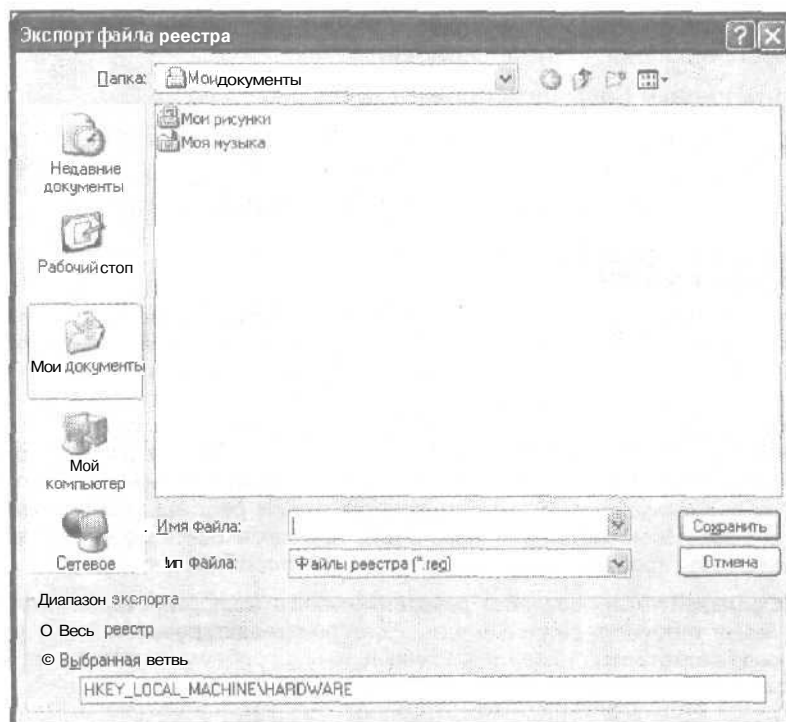 Экспорт файла реестра
Папка: Мои документы
Мои рисунки
Моя музыка
Недавние
документы
Рабочий стоп
Мои документы
Мой
компьютер
Сетевое
Имя файла:
Сохранить
Тип файла: Файлы реестра (*.reg)
Отмена
Диапазон экспорта
О Весь реестр
© Выбранная ветвь
HKEY_LOCAL_MACHINE\HARDWARE